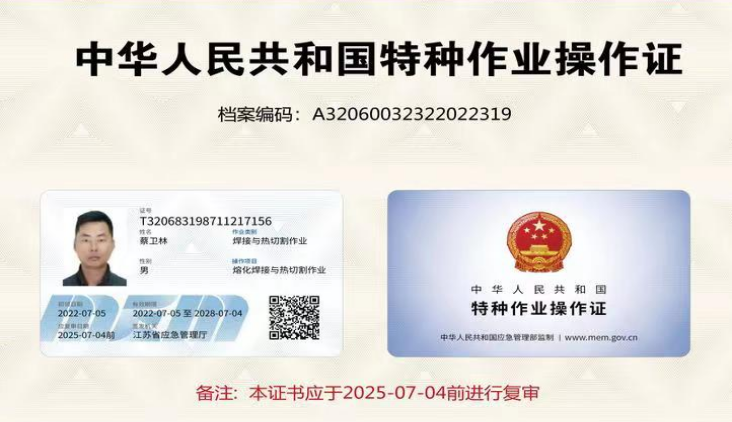 中华人民共和国特种作业操作证
档案编码：A32060032322022319
证号
T320683198711217156
姓名 作业类别
蔡卫林 焊接与热切割作业
性别 操作项目
男 熔化焊接与热切割作业
初领日期 有效期限
2022-07-05 2022-07-05 至 2028-07-04
应复审日期 签发机关
2025-07-04前 江苏省应急管理厅
中华人民共和国
特种作业操作证
中华人民共和国应急管理部监制 | www.mem.gov.cn
备注：本证书应于2025-07-04前进行复审